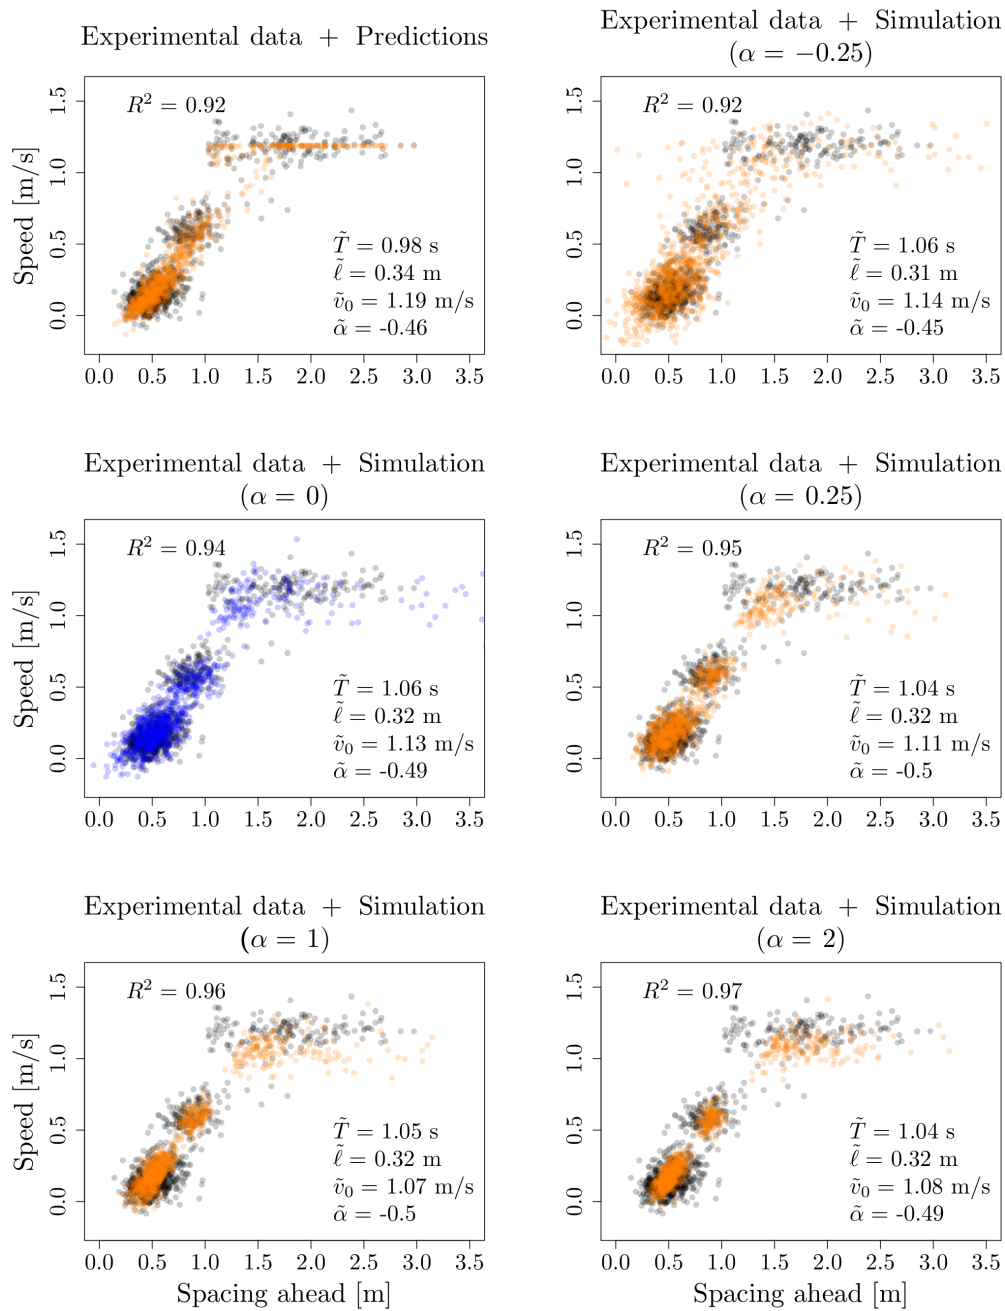 Experimental data + Predictions
R² = 0.92
T̃ = 0.98 s
ℓ̃ = 0.34 m
ṽ₀ = 1.19 m/s
α̃ = -0.46
Speed [m/s]
0.0 0.5 1.0 1.5
0.0 0.5 1.0 1.5 2.0 2.5 3.0 3.5
Experimental data + Simulation
(α = −0.25)
R² = 0.92
T̃ = 1.06 s
ℓ̃ = 0.31 m
ṽ₀ = 1.14 m/s
α̃ = -0.45
0.0 0.5 1.0 1.5
0.0 0.5 1.0 1.5 2.0 2.5 3.0 3.5
Experimental data + Simulation
(α = 0)
R² = 0.94
T̃ = 1.06 s
ℓ̃ = 0.32 m
ṽ₀ = 1.13 m/s
α̃ = -0.49
Speed [m/s]
0.0 0.5 1.0 1.5
0.0 0.5 1.0 1.5 2.0 2.5 3.0 3.5
Experimental data + Simulation
(α = 0.25)
R² = 0.95
T̃ = 1.04 s
ℓ̃ = 0.32 m
ṽ₀ = 1.11 m/s
α̃ = -0.5
0.0 0.5 1.0 1.5
0.0 0.5 1.0 1.5 2.0 2.5 3.0 3.5
Experimental data + Simulation
(α = 1)
R² = 0.96
T̃ = 1.05 s
ℓ̃ = 0.32 m
ṽ₀ = 1.07 m/s
α̃ = -0.5
Speed [m/s]
0.0 0.5 1.0 1.5
0.0 0.5 1.0 1.5 2.0 2.5 3.0 3.5
Spacing ahead [m]
Experimental data + Simulation
(α = 2)
R² = 0.97
T̃ = 1.04 s
ℓ̃ = 0.32 m
ṽ₀ = 1.08 m/s
α̃ = -0.49
0.0 0.5 1.0 1.5
0.0 0.5 1.0 1.5 2.0 2.5 3.0 3.5
Spacing ahead [m]